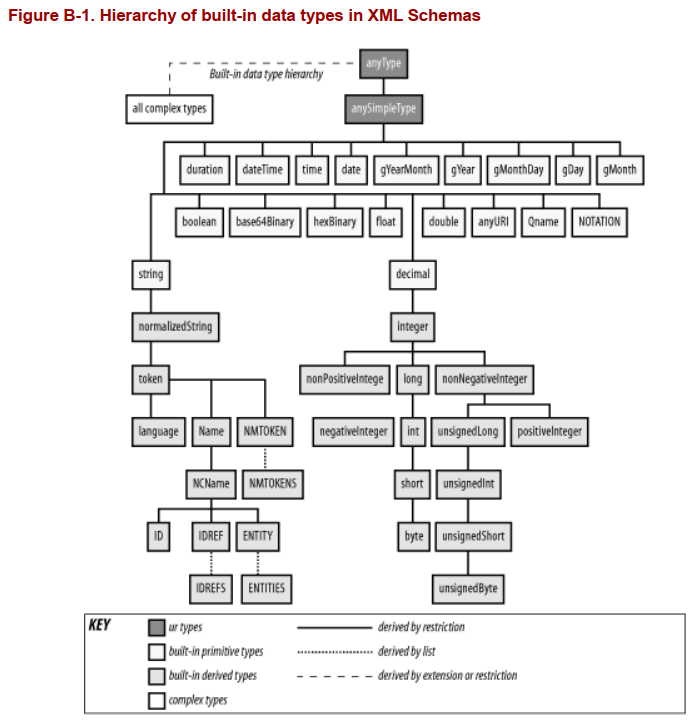 Figure B-1. Hierarchy of built-in data types in XML Schemas
anyType
Built-in data type hierarchy
all complex types
anySimpleType
duration
dateTime
time
date
gYearMonth
gYear
gMonthDay
gDay
gMonth
boolean
base64Binary
hexBinary
float
double
anyURI
Qname
NOTATION
string
decimal
normalizedString
integer
token
nonPositiveIntege
long
nonNegativeInteger
language
Name
NMTOKEN
negativeInteger
int
unsignedLong
positiveInteger
NCName
NMTOKENS
short
unsignedInt
ID
IDREF
ENTITY
byte
unsignedShort
IDREFS
ENTITIES
unsignedByte
KEY
ur types
derived by restriction
built-in primitive types
derived by list
built-in derived types
derived by extension or restriction
complex types